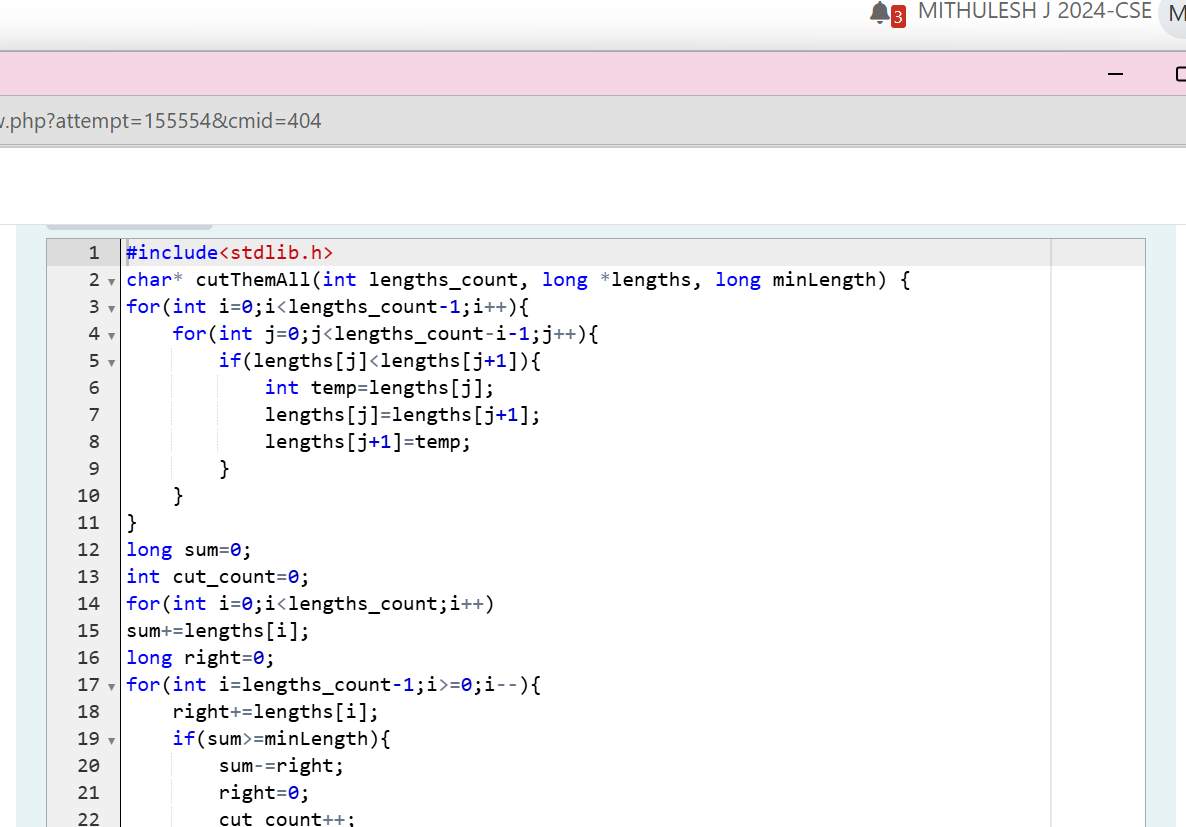 3 MITHULESH J 2024-CSE M
.php?attempt=155554&cmid=404
1 #include<stdlib.h>
2 char* cutThemAll(int lengths_count, long *lengths, long minLength) {
3 for(int i=0;i<lengths_count-1;i++){
4     for(int j=0;j<lengths_count-i-1;j++){
5         if(lengths[j]<lengths[j+1]){
6             int temp=lengths[j];
7             lengths[j]=lengths[j+1];
8             lengths[j+1]=temp;
9         }
10     }
11 }
12 long sum=0;
13 int cut_count=0;
14 for(int i=0;i<lengths_count;i++)
15 sum+=lengths[i];
16 long right=0;
17 for(int i=lengths_count-1;i>=0;i--){
18     right+=lengths[i];
19     if(sum>=minLength){
20         sum-=right;
21         right=0;
22         cut_count++;